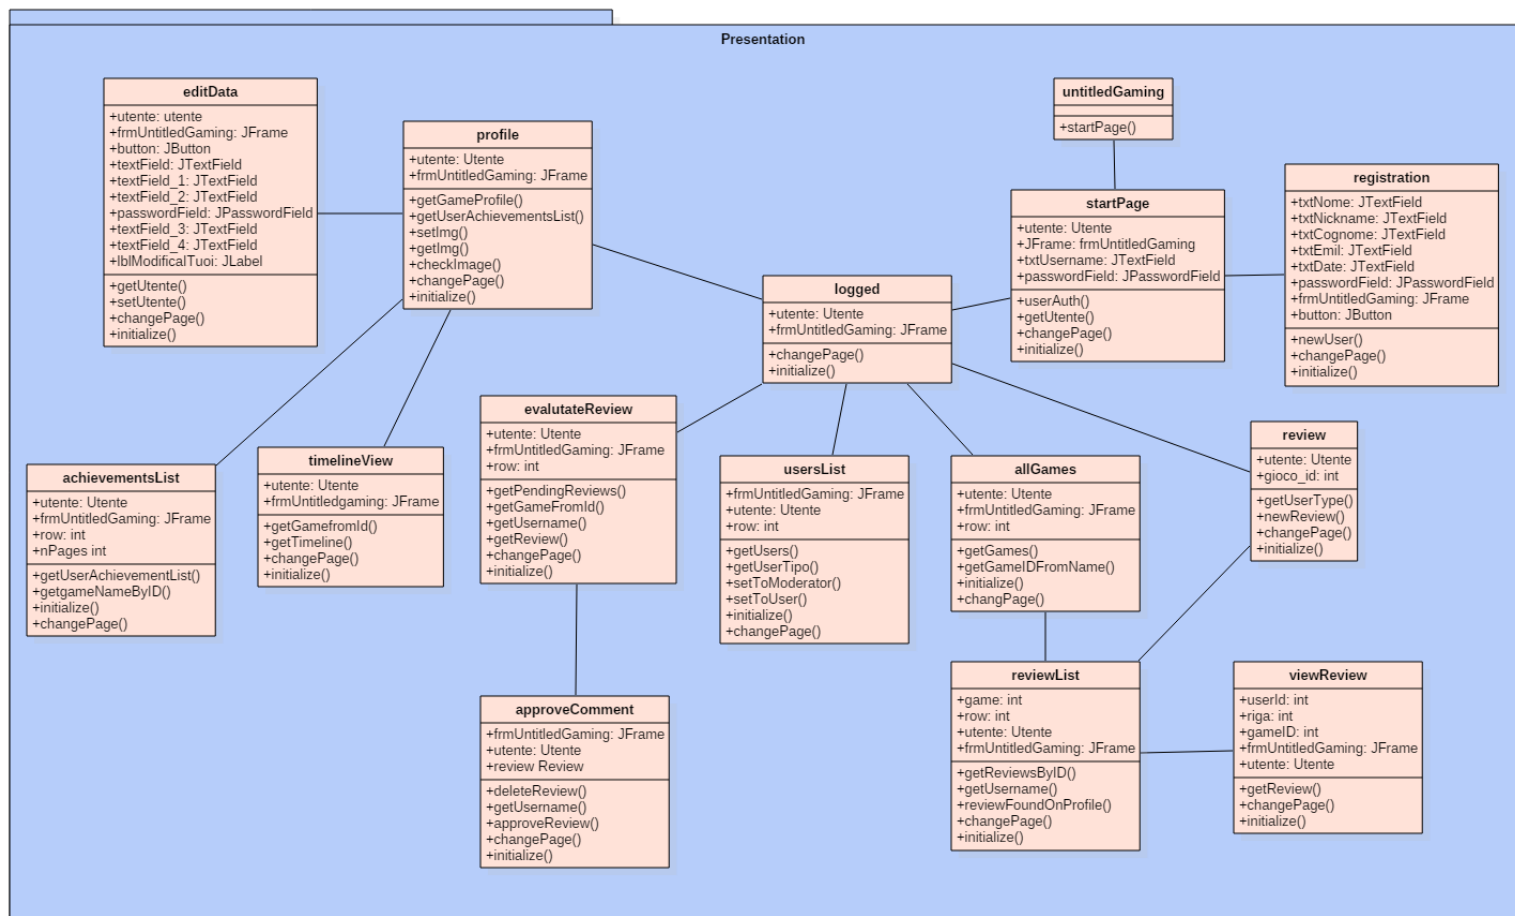 Presentation
editData
+utente: utente
+frmUntitledGaming: JFrame
+button: JButton
+textField: JTextField
+textField_1: JTextField
+textField_2: JTextField
+passwordField: JPasswordField
+textField_3: JTextField
+textField_4: JTextField
+lblModificaITuoi: JLabel
+getUtente()
+setUtente()
+changePage()
+initialize()
profile
+utente: Utente
+frmUntitledGaming: JFrame
+getGameProfile()
+getUserAchievementsList()
+setImg()
+getImg()
+checkImage()
+changePage()
+initialize()
untitledGaming
+startPage()
startPage
+utente: Utente
+JFrame: frmUntitledGaming
+txtUsername: JTextField
+passwordField: JPasswordField
+userAuth()
+getUtente()
+changePage()
+initialize()
registration
+txtNome: JTextField
+txtNickname: JTextField
+txtCognome: JTextField
+txtEmil: JTextField
+txtDate: JTextField
+passwordField: JPasswordField
+frmUntitledGaming: JFrame
+button: JButton
+newUser()
+changePage()
+initialize()
logged
+utente: Utente
+frmUntitledGaming: JFrame
+changePage()
+initialize()
achievementsList
+utente: Utente
+frmUntitledGaming: JFrame
+row: int
+nPages int
+getUserAchievementList()
+getgameNameByID()
+initialize()
+changePage()
timelineView
+utente: Utente
+frmUntitledgaming: JFrame
+getGamefromId()
+getTimeline()
+changePage()
+initialize()
evalutateReview
+utente: Utente
+frmUntitledGaming: JFrame
+row: int
+getPendingReviews()
+getGameFromId()
+getUsername()
+getReview()
+changePage()
+initialize()
usersList
+frmUntitledGaming: JFrame
+utente: Utente
+row: int
+getUsers()
+getUserTipo()
+setToModerator()
+setToUser()
+initialize()
+changePage()
allGames
+utente: Utente
+frmUntitledGaming: JFrame
+row: int
+getGames()
+getGameIDFromName()
+initialize()
+changPage()
review
+utente: Utente
+gioco_id: int
+getUserType()
+newReview()
+changePage()
+initialize()
approveComment
+frmUntitledGaming: JFrame
+utente: Utente
+review Review
+deleteReview()
+getUsername()
+approveReview()
+changePage()
+initialize()
reviewList
+game: int
+row: int
+utente: Utente
+frmUntitledGaming: JFrame
+getReviewsByID()
+getUsername()
+reviewFoundOnProfile()
+changePage()
+initialize()
viewReview
+userId: int
+riga: int
+gameID: int
+frmUntitledGaming: JFrame
+utente: Utente
+getReview()
+changePage()
+initialize()